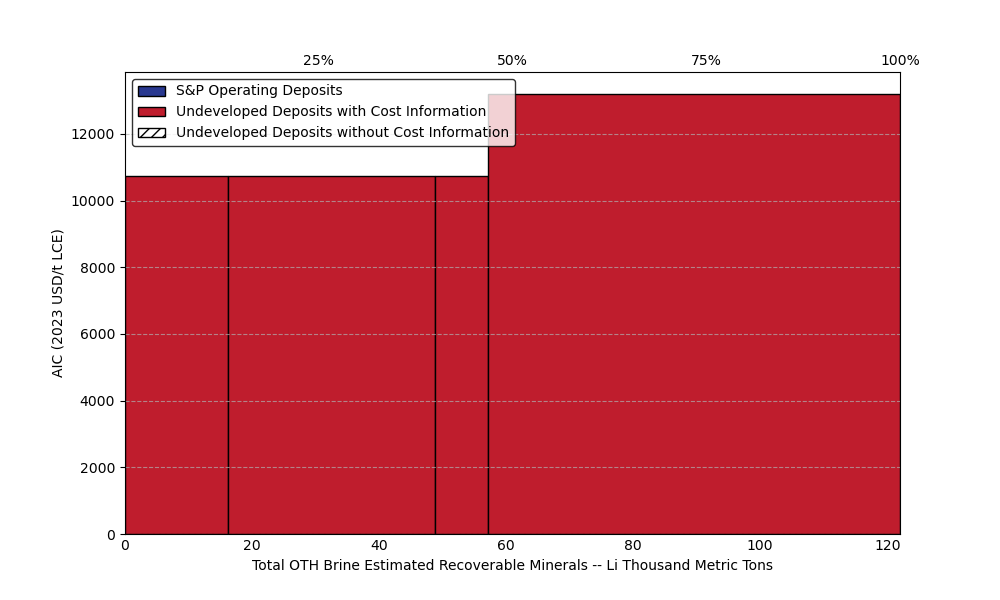 25% 50% 75% 100%
S&P Operating Deposits
Undeveloped Deposits with Cost Information
Undeveloped Deposits without Cost Information
12000
10000
8000
6000
4000
2000
0
AIC (2023 USD/t LCE)
0 20 40 60 80 100 120
Total OTH Brine Estimated Recoverable Minerals -- Li Thousand Metric Tons